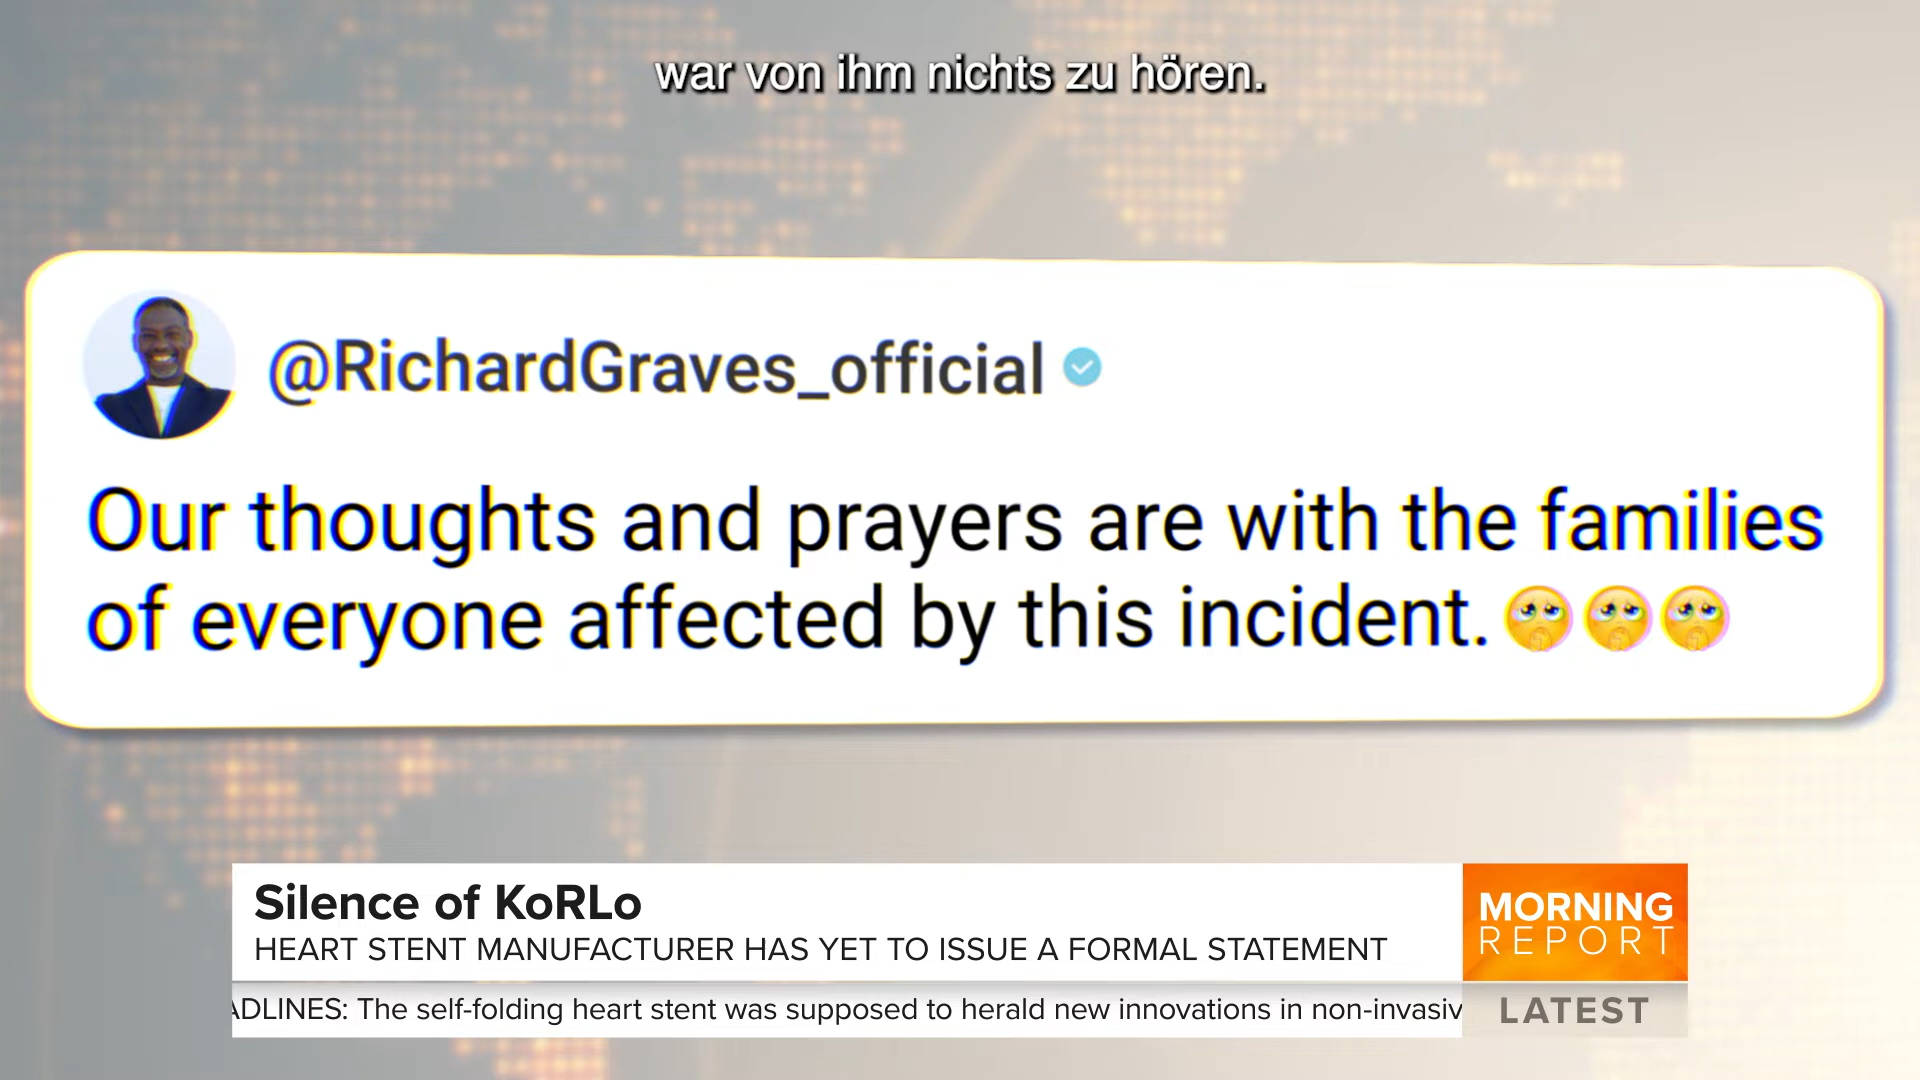 war von ihm nichts zu hören.
@RichardGraves_official
Our thoughts and prayers are with the families
of everyone affected by this incident.
Silence of KoRLo
HEART STENT MANUFACTURER HAS YET TO ISSUE A FORMAL STATEMENT
MORNING
REPORT
ADLINES: The self-folding heart stent was supposed to herald new innovations in non-invasiv
LATEST